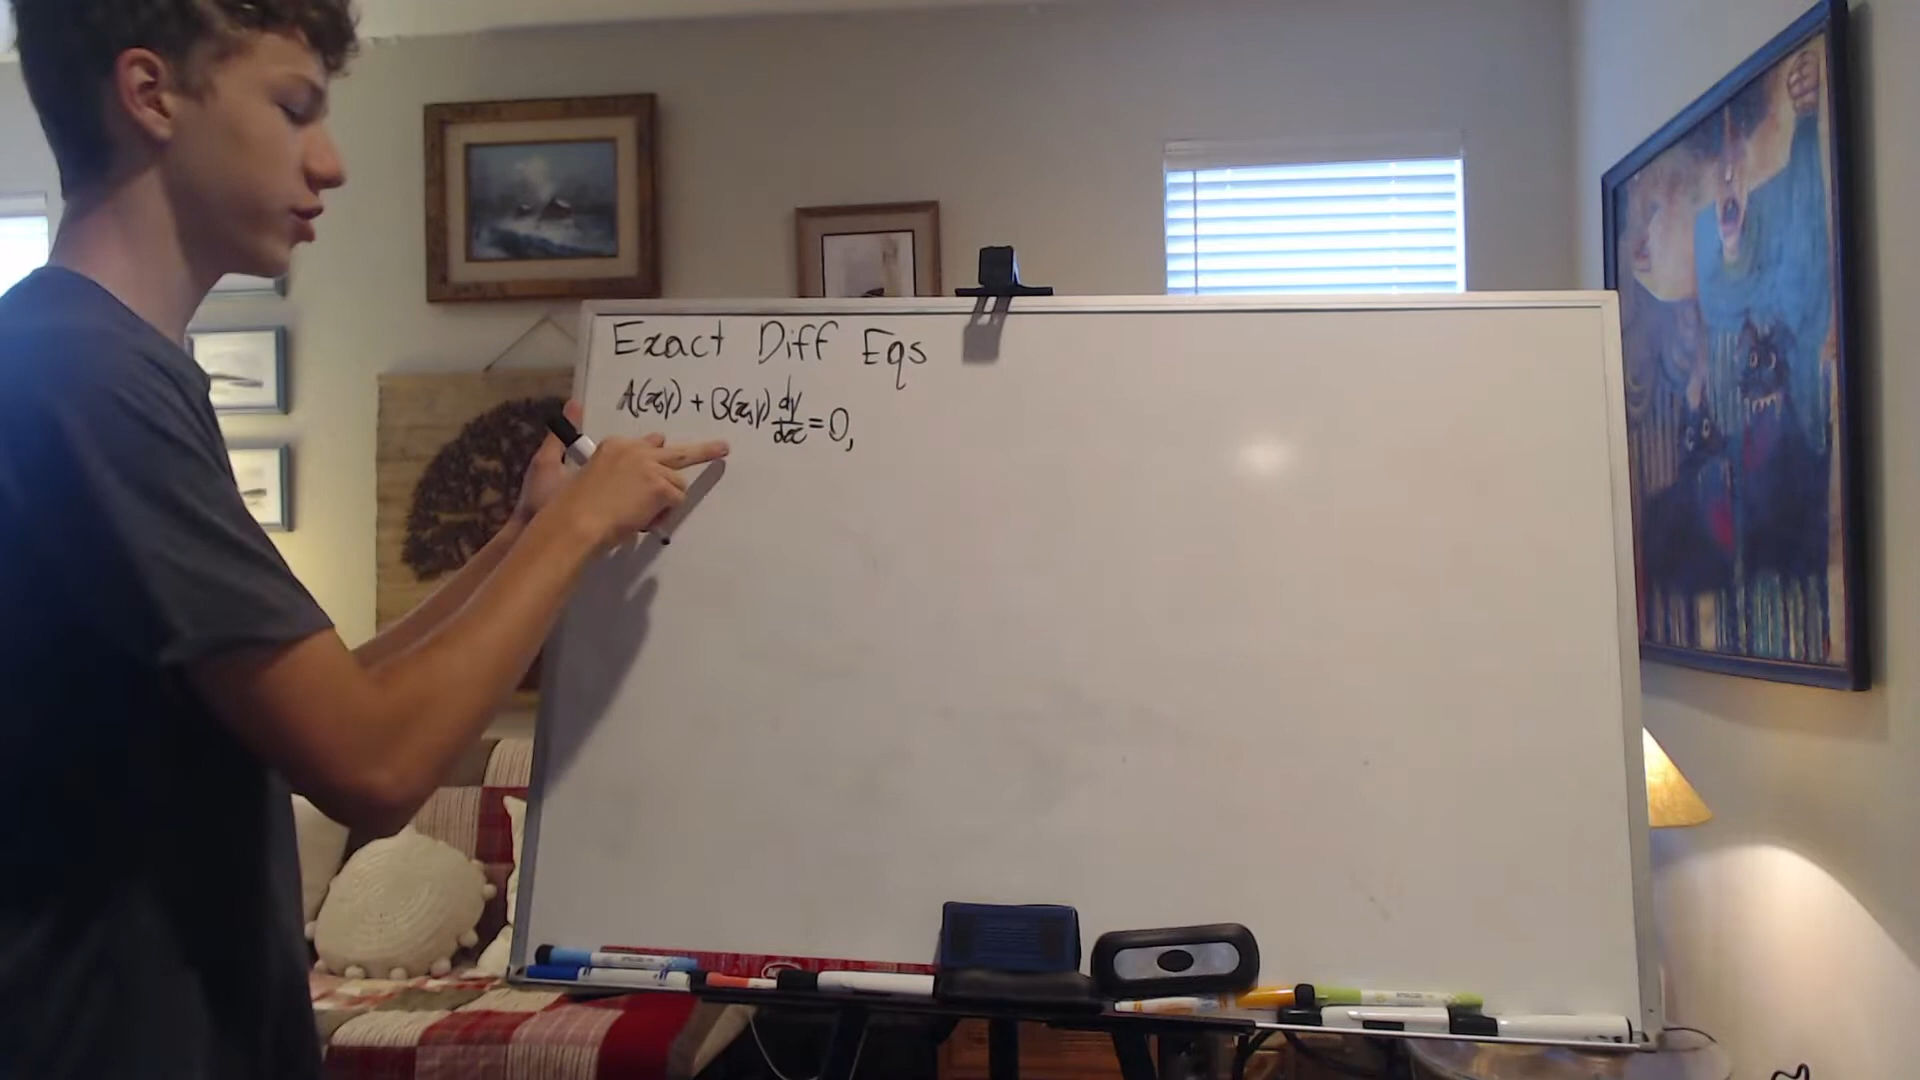 Exact Diff Eqs
A(x,y) + B(x,y) dy/dx = 0,